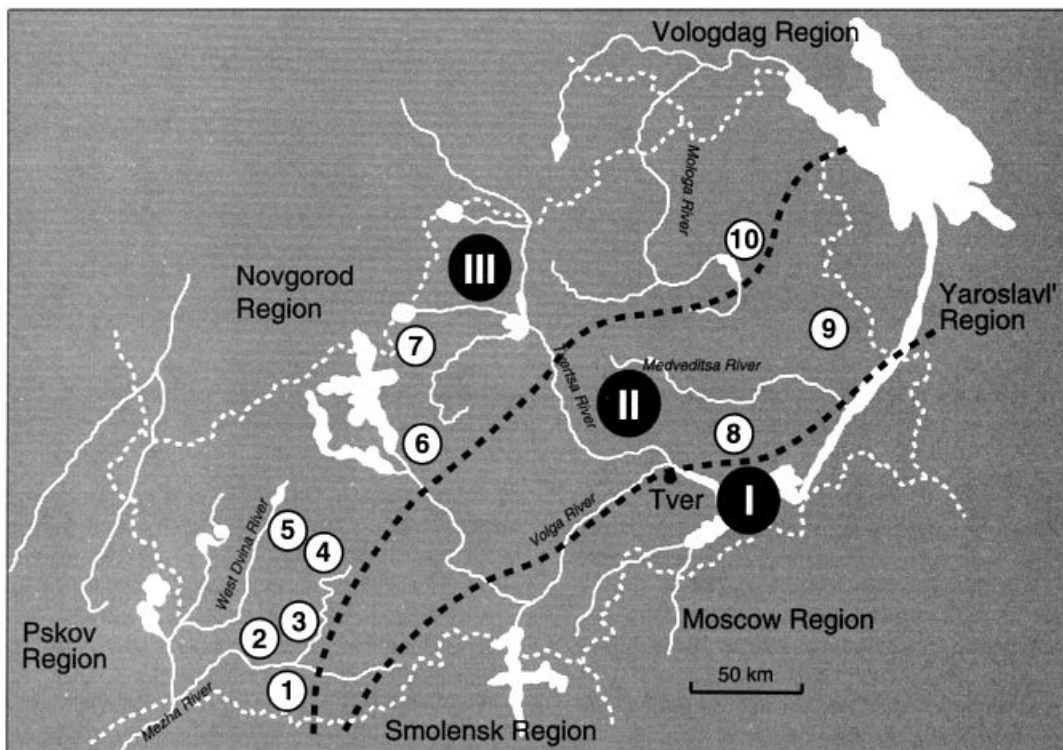 Vologdag Region
Mologa River
10
III
Novgorod
Region
Yaroslavl'
Region
9
7
Tvertsa River
Medveditsa River
II
6
8
Tver
I
Volga River
5
4
West Dvina River
3
2
Pskov
Region
Moscow Region
1
50 km
Mezha River
Smolensk Region